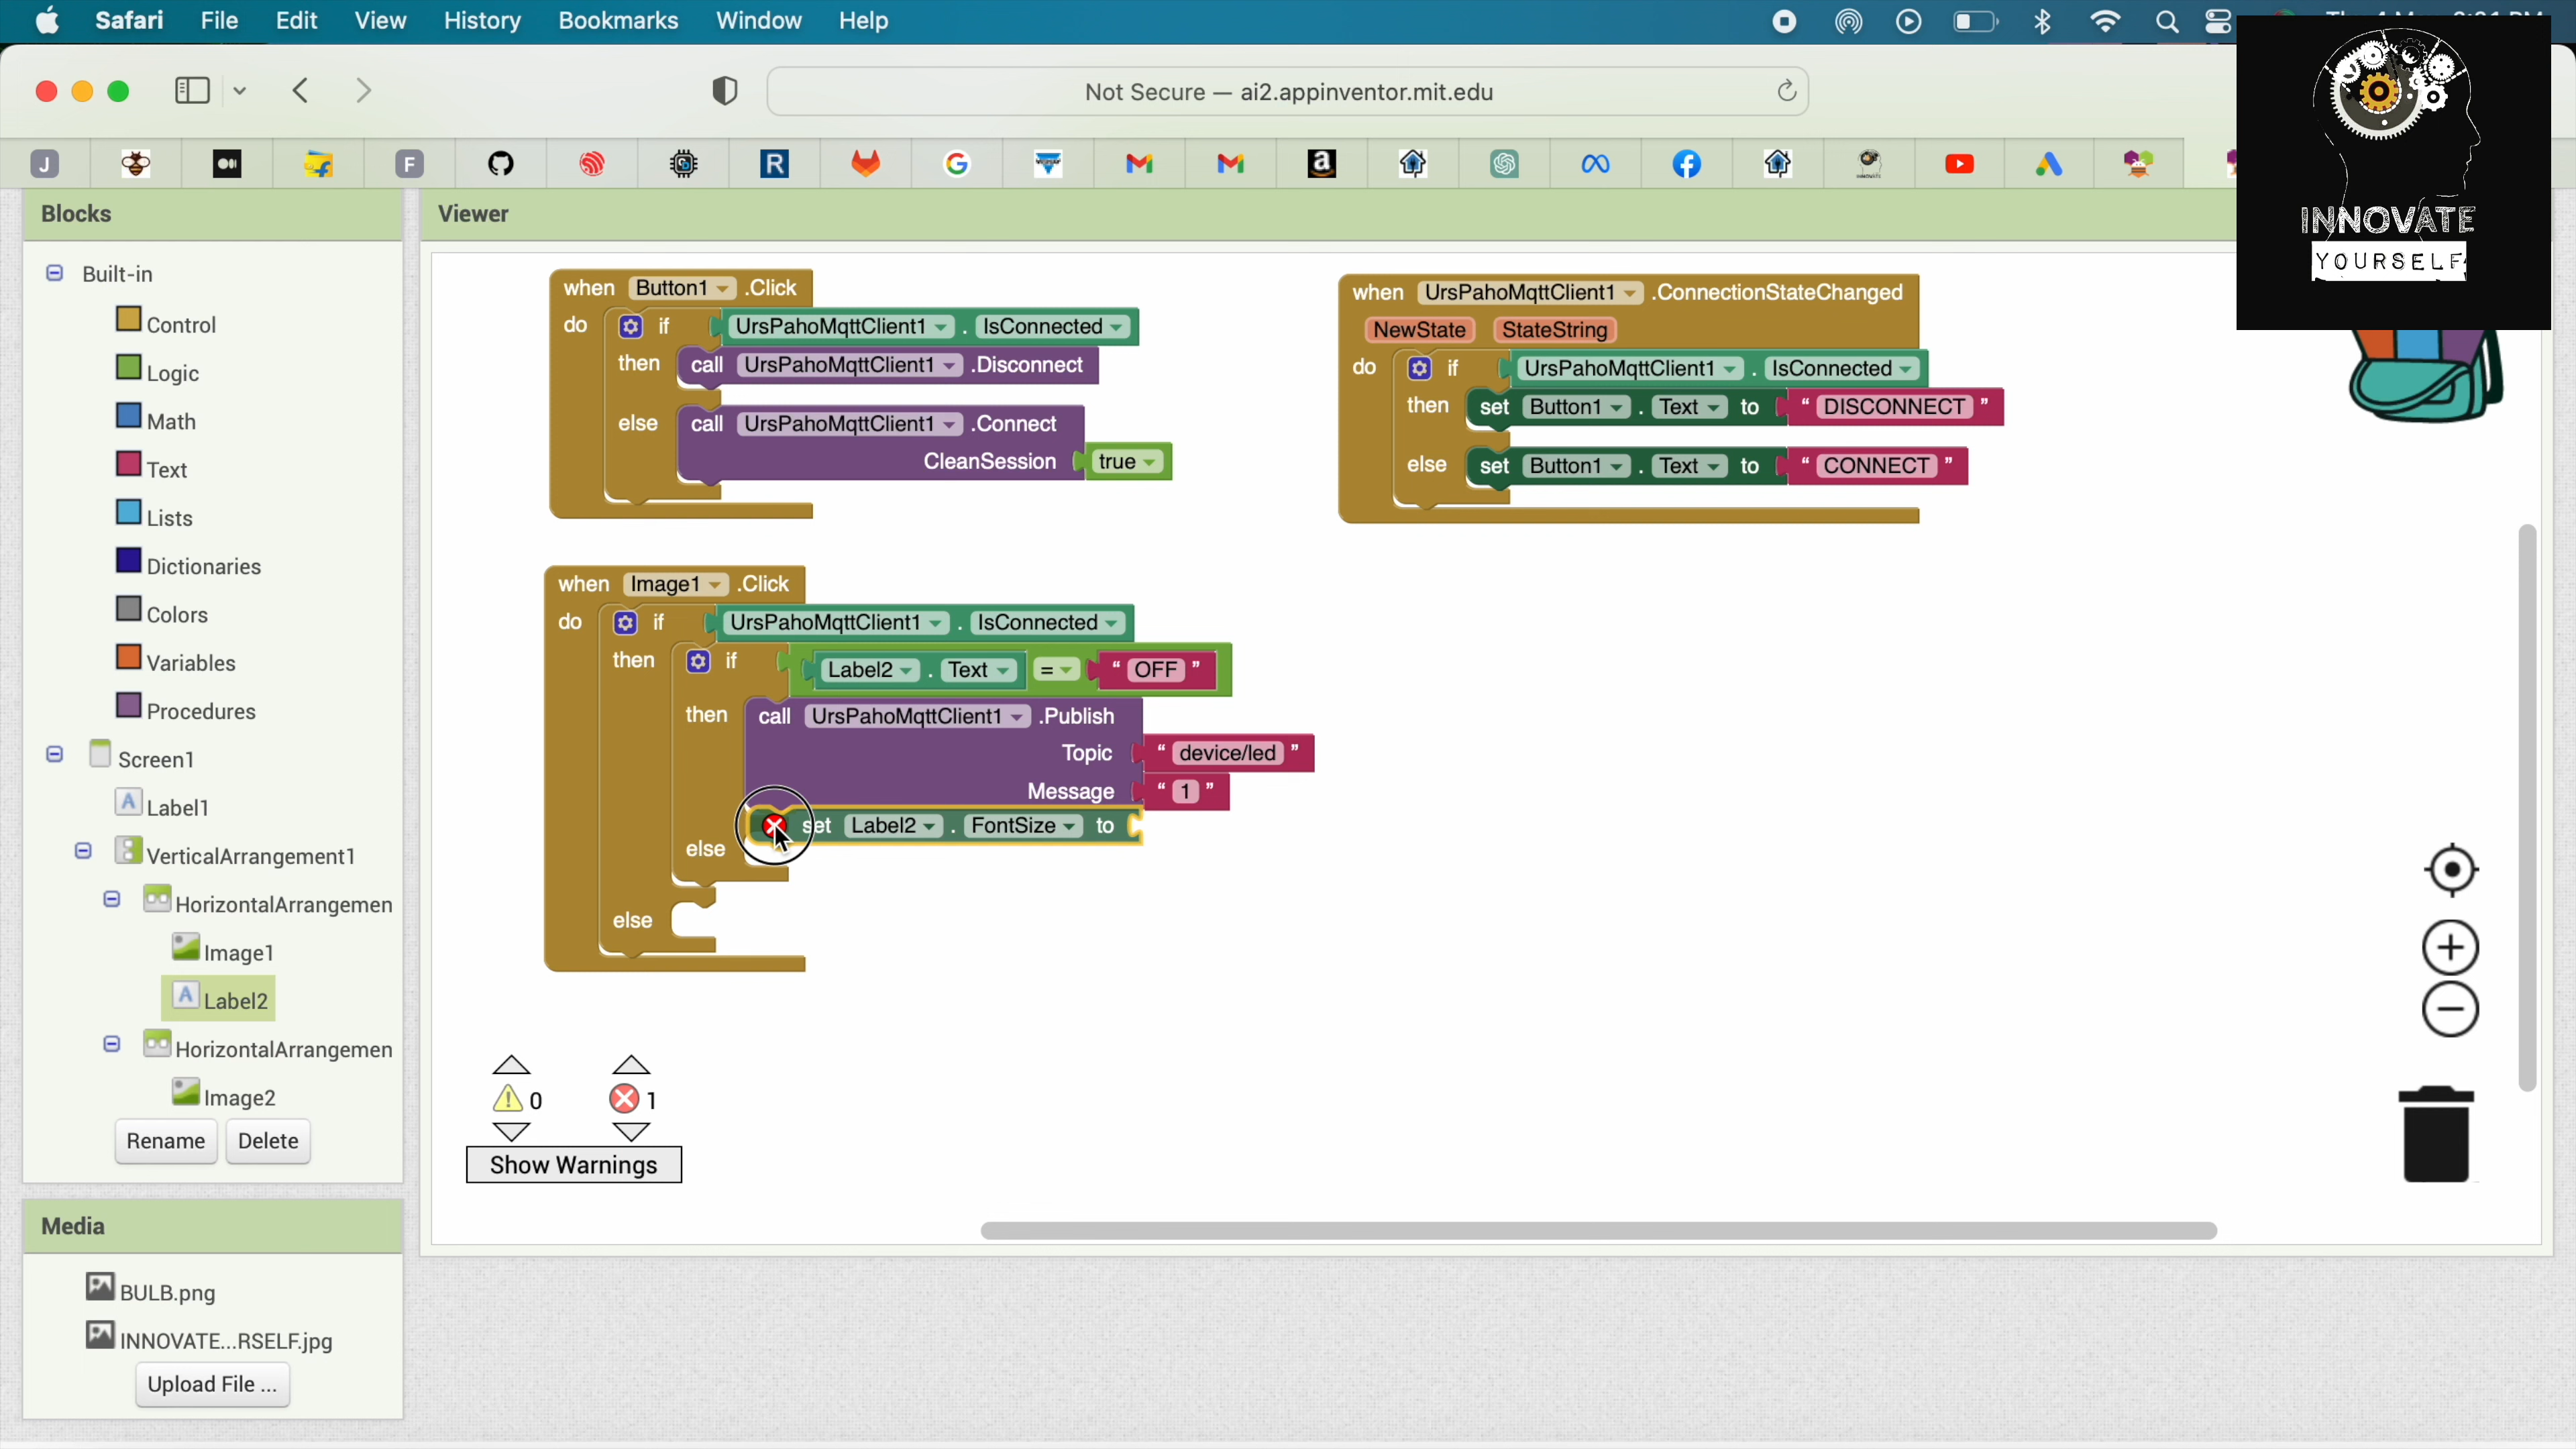 Safari File Edit View History Bookmarks Window Help
Not Secure — ai2.appinventor.mit.edu
INNOVATE
YOURSELF
Blocks
Viewer
Built-in
Control
Logic
Math
Text
Lists
Dictionaries
Colors
Variables
Procedures
Screen1
Label1
VerticalArrangement1
HorizontalArrangemen
Image1
Label2
HorizontalArrangemen
Image2
Rename Delete
Media
BULB.png
INNOVATE...RSELF.jpg
Upload File ...
when Button1 .Click
do if UrsPahoMqttClient1 . IsConnected
then call UrsPahoMqttClient1 .Disconnect
else call UrsPahoMqttClient1 .Connect
CleanSession true
when UrsPahoMqttClient1 .ConnectionStateChanged
NewState StateString
do if UrsPahoMqttClient1 . IsConnected
then set Button1 . Text to “ DISCONNECT ”
else set Button1 . Text to “ CONNECT ”
when Image1 .Click
do if UrsPahoMqttClient1 . IsConnected
then if Label2 . Text = “ OFF ”
then call UrsPahoMqttClient1 .Publish
Topic “ device/led ”
Message “ 1 ”
set Label2 . FontSize to
else
else
0 1
Show Warnings